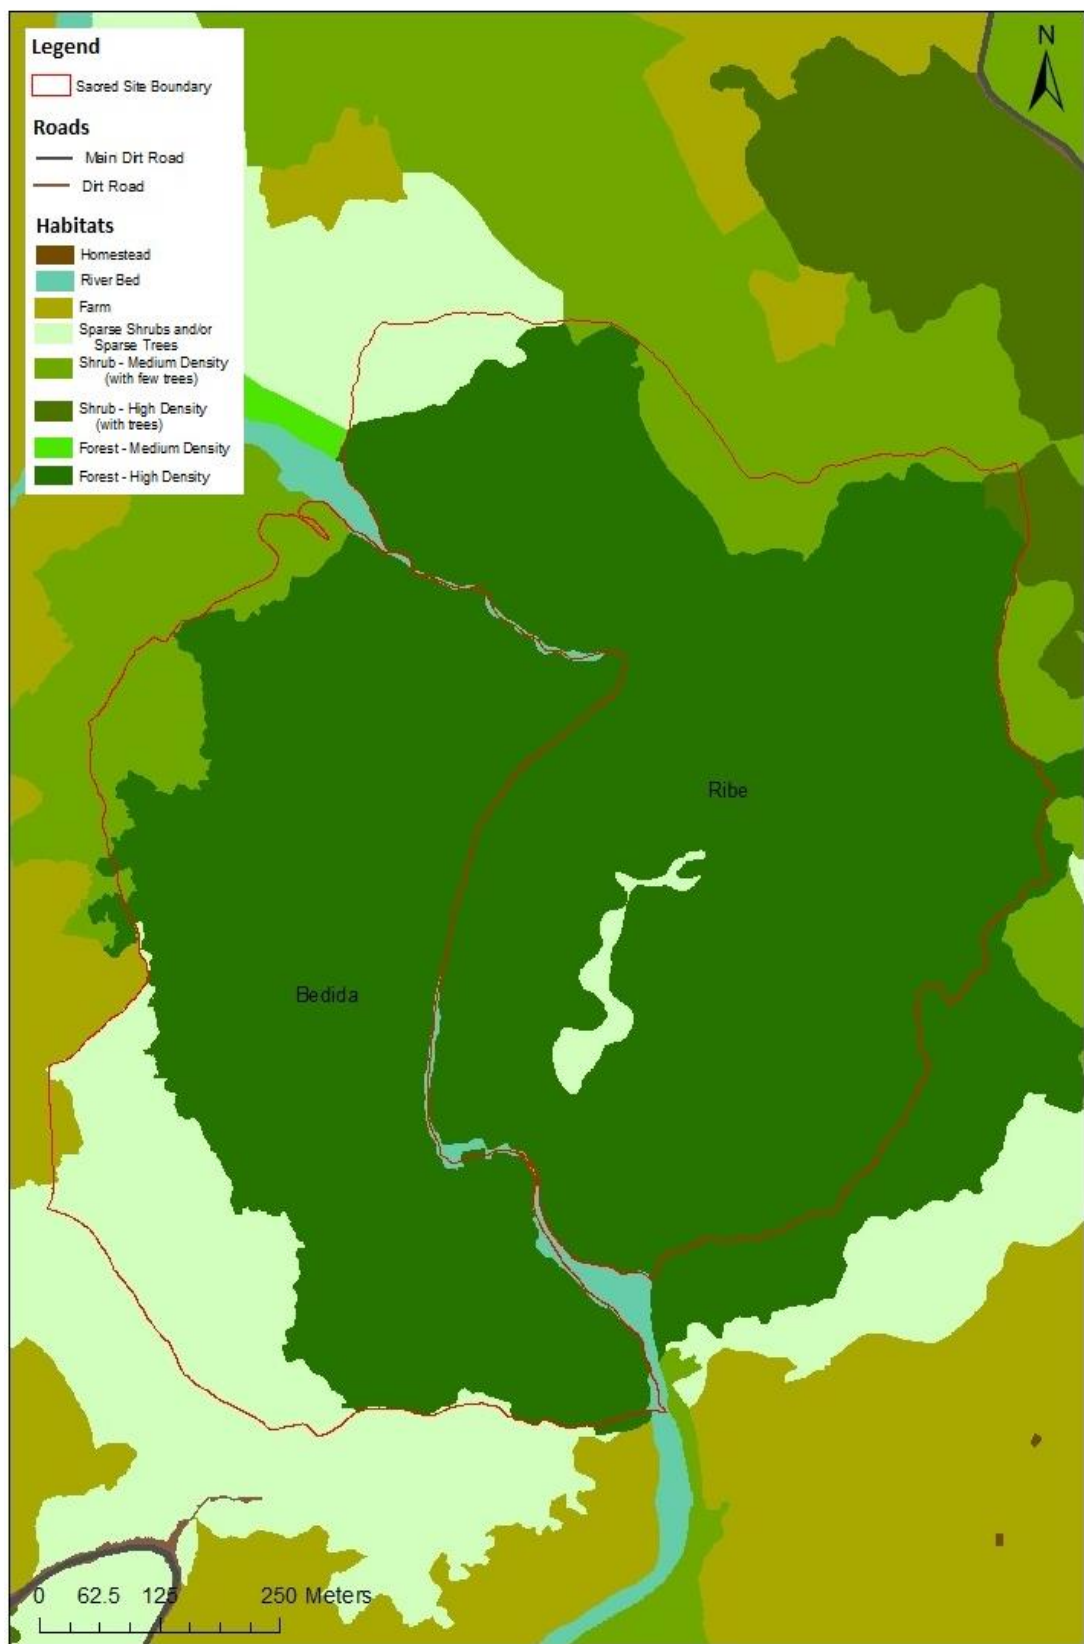 Legend
Sacred Site Boundary
Roads
Main Dirt Road
Dirt Road
Habitats
Homestead
River Bed
Farm
Sparse Shrubs and/or
Sparse Trees
Shrub - Medium Density
(with few trees)
Shrub - High Density
(with trees)
Forest - Medium Density
Forest - High Density
N
Ribe
Bedida
0 62.5 125 250 Meters